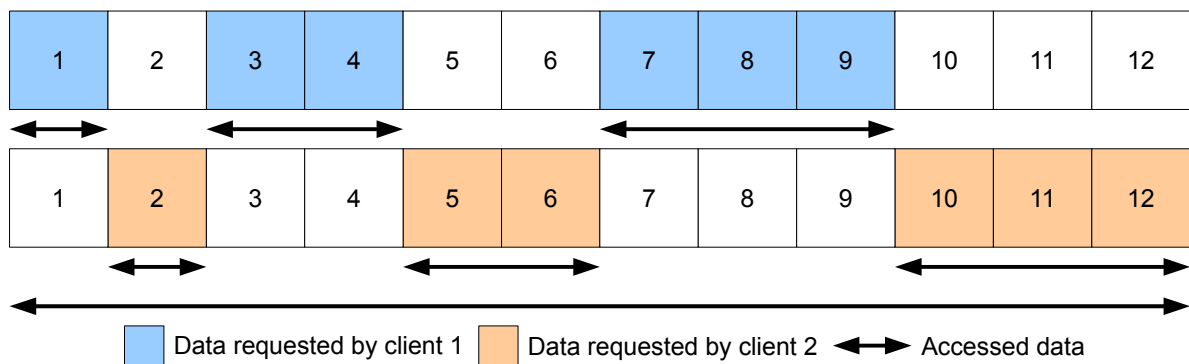 1 2 3 4 5 6 7 8 9 10 11 12
1 2 3 4 5 6 7 8 9 10 11 12
Data requested by client 1 Data requested by client 2 Accessed data